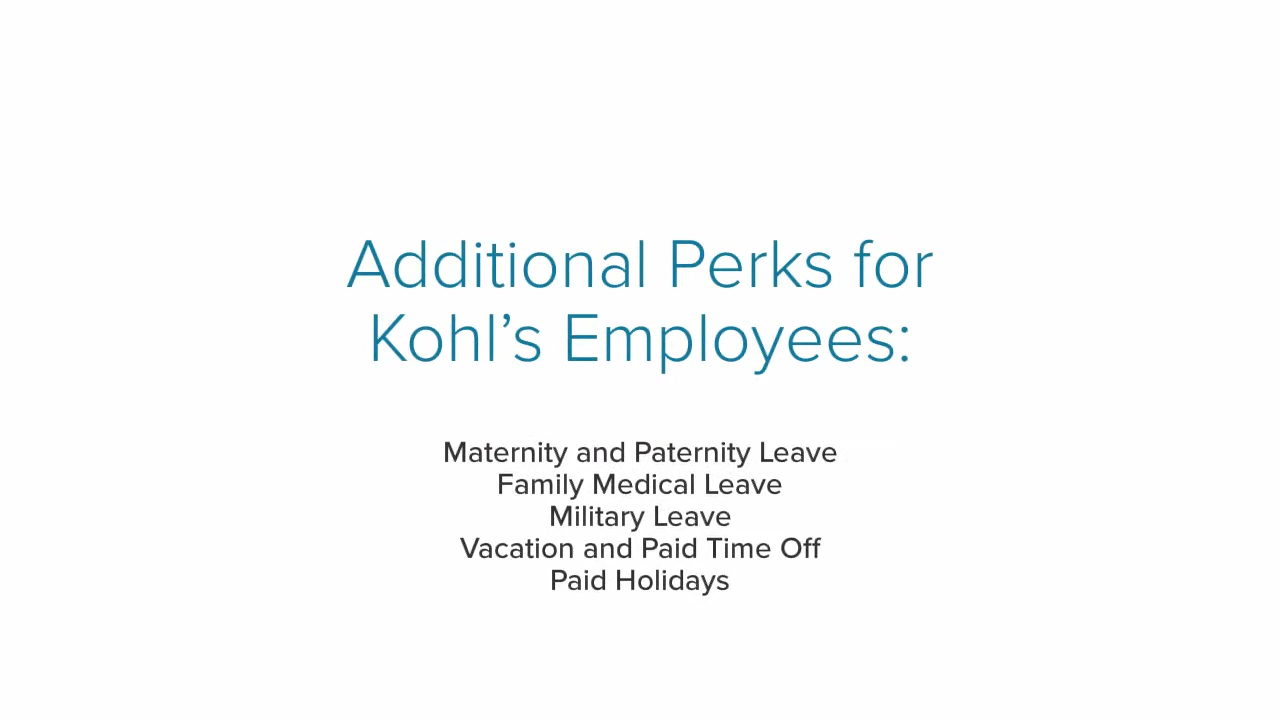 Additional Perks for
Kohl’s Employees:
Maternity and Paternity Leave
Family Medical Leave
Military Leave
Vacation and Paid Time Off
Paid Holidays